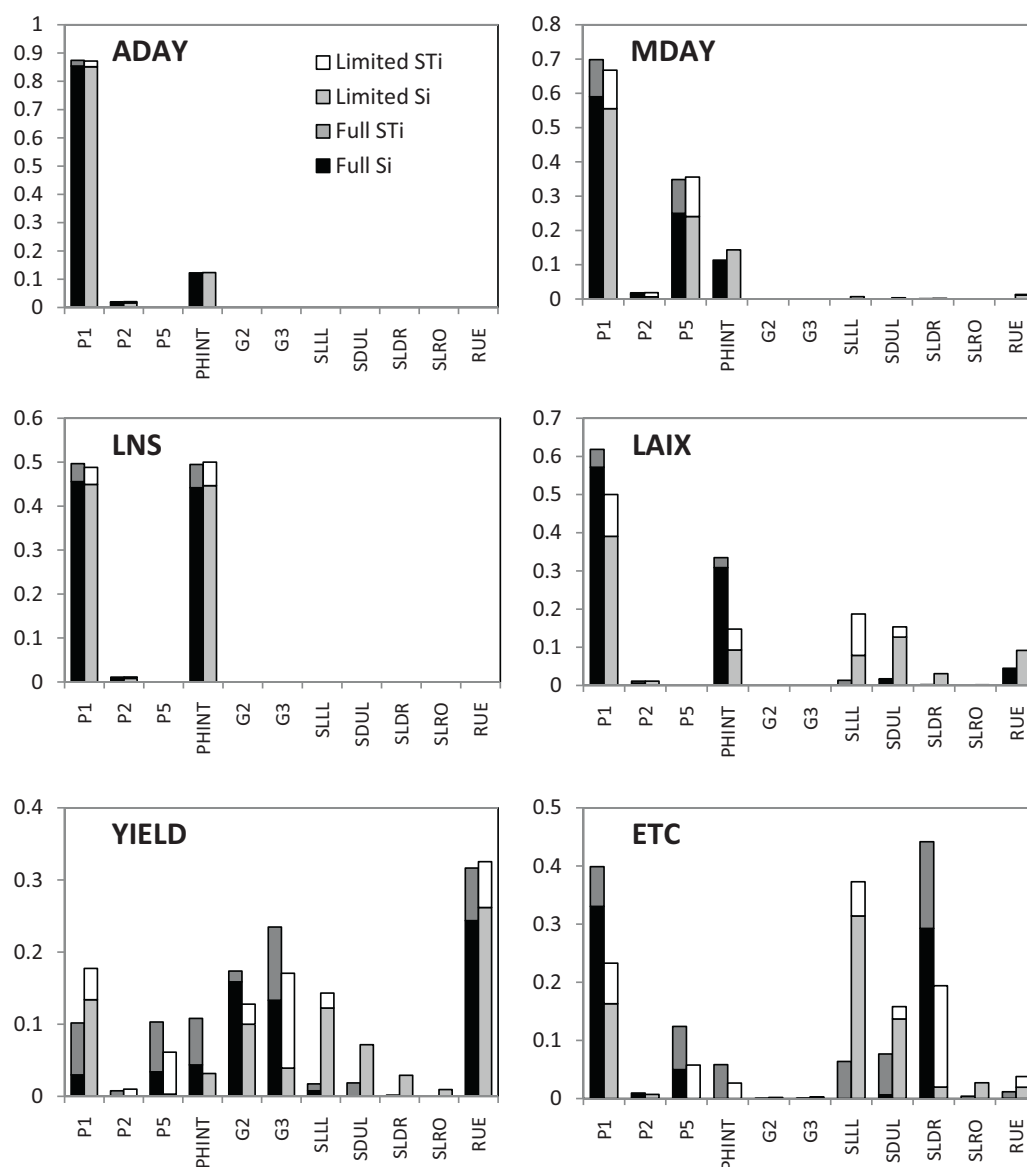 ADAY
1
0.9
0.8
0.7
0.6
0.5
0.4
0.3
0.2
0.1
0
Limited STi
Limited Si
Full STi
Full Si
P1 P2 P5 PHINT G2 G3 SLLL SDUL SLDR SLRO RUE
MDAY
0.8
0.7
0.6
0.5
0.4
0.3
0.2
0.1
0
P1 P2 P5 PHINT G2 G3 SLLL SDUL SLDR SLRO RUE
LNS
0.6
0.5
0.4
0.3
0.2
0.1
0
P1 P2 P5 PHINT G2 G3 SLLL SDUL SLDR SLRO RUE
LAIX
0.7
0.6
0.5
0.4
0.3
0.2
0.1
0
P1 P2 P5 PHINT G2 G3 SLLL SDUL SLDR SLRO RUE
YIELD
0.4
0.3
0.2
0.1
0
P1 P2 P5 PHINT G2 G3 SLLL SDUL SLDR SLRO RUE
ETC
0.5
0.4
0.3
0.2
0.1
0
P1 P2 P5 PHINT G2 G3 SLLL SDUL SLDR SLRO RUE